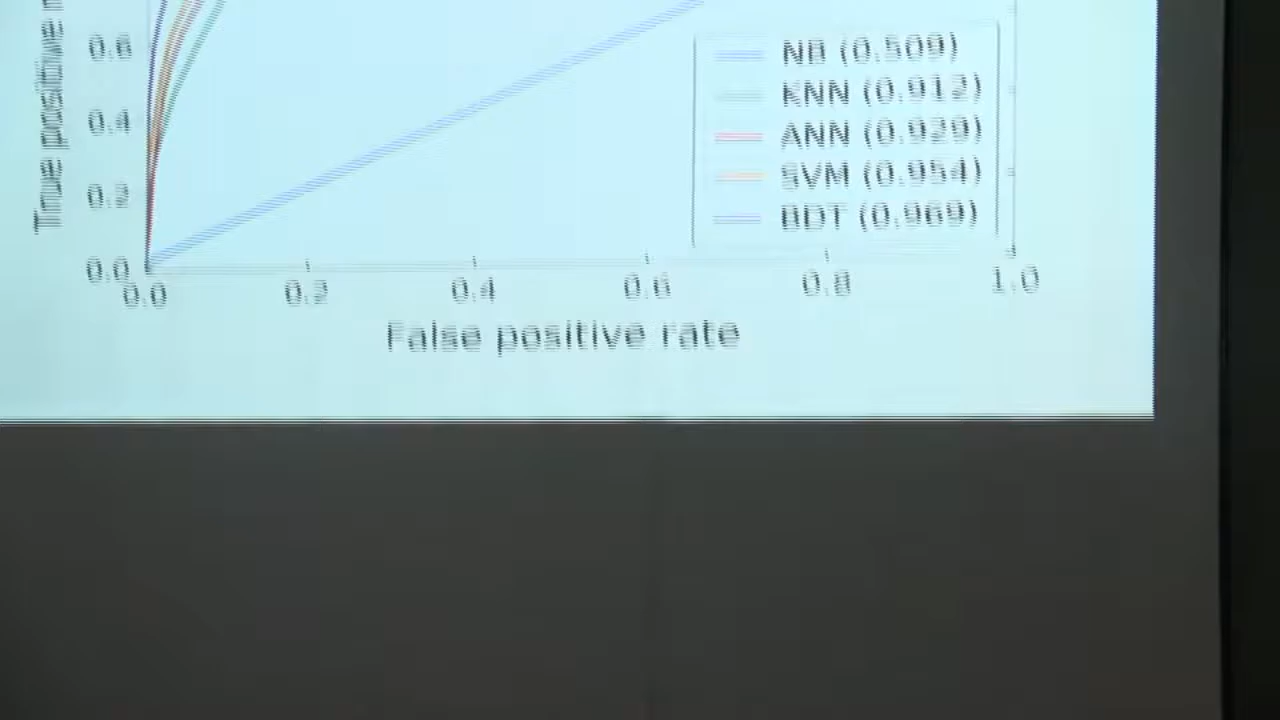 True positive
0.6
0.4
0.2
0.0
0.0 0.2 0.4 0.6 0.8 1.0
False positive rate
NB (0.509)
KNN (0.912)
ANN (0.929)
SVM (0.954)
BDT (0.969)